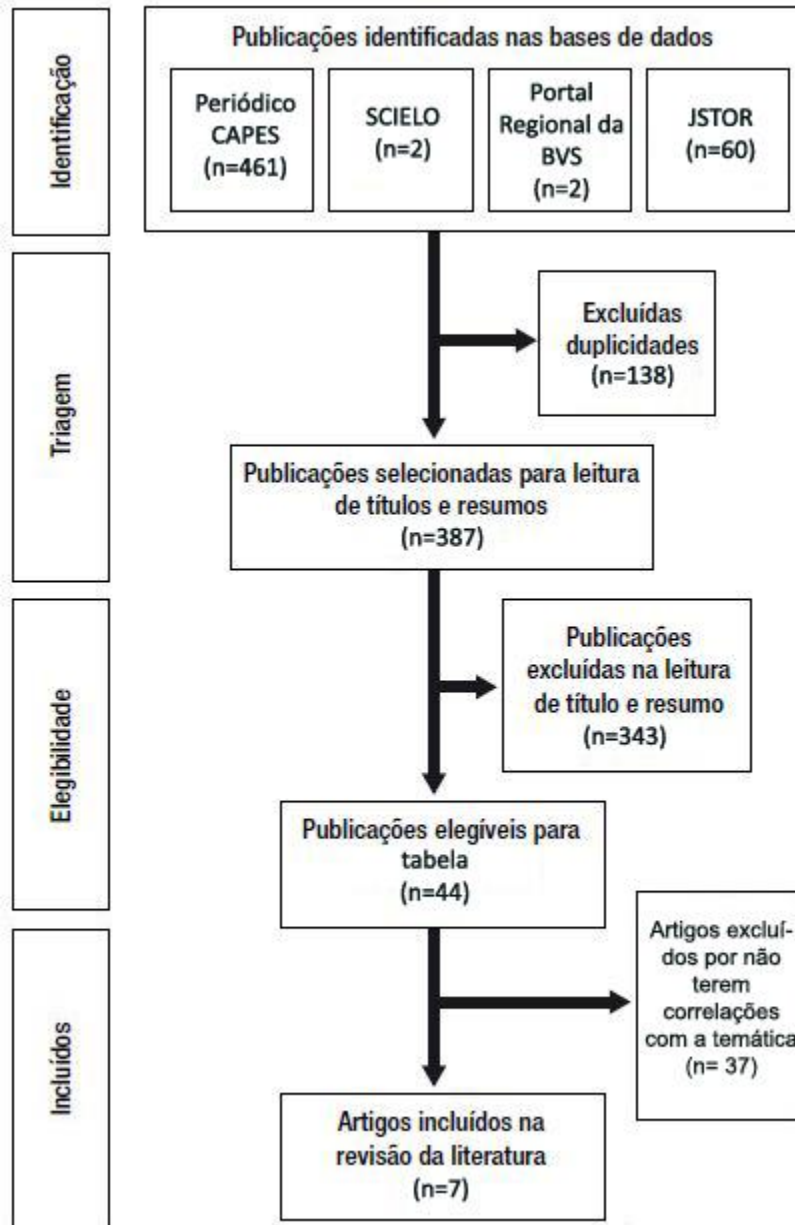 Identificação
Publicações identificadas nas bases de dados
Periódico
CAPES
(n=461)
SCIELO
(n=2)
Portal
Regional da
BVS
(n=2)
JSTOR
(n=60)
Triagem
Excluídas
duplicidades
(n=138)
Publicações selecionadas para leitura
de títulos e resumos
(n=387)
Elegibilidade
Publicações
excluídas na leitura
de título e resumo
(n=343)
Publicações elegíveis para
tabela
(n=44)
Incluídos
Artigos excluí-
dos por não
terem
correlações
com a temática
(n= 37)
Artigos incluídos na
revisão da literatura
(n=7)